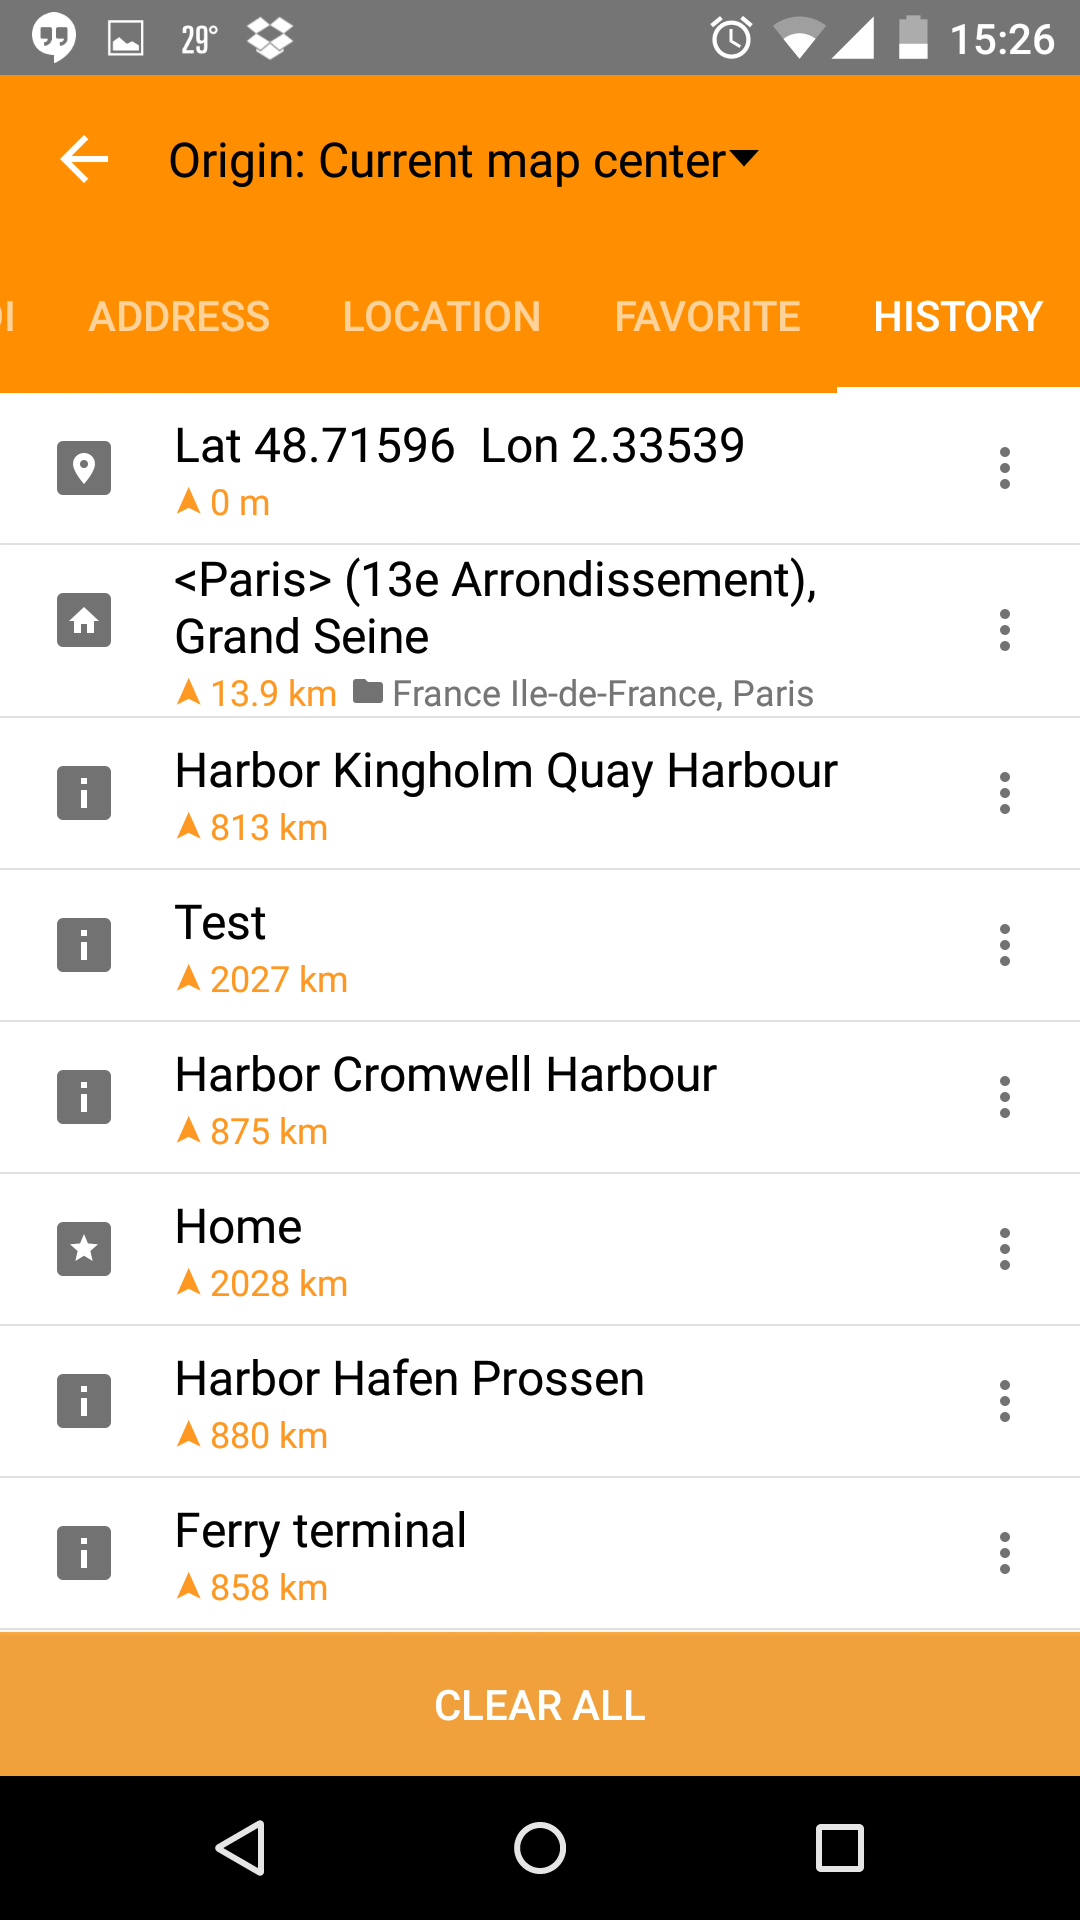 29° 15:26
Origin: Current map center
ADDRESS LOCATION FAVORITE HISTORY
Lat 48.71596 Lon 2.33539
0 m
<Paris> (13e Arrondissement),
Grand Seine
13.9 km France Ile-de-France, Paris
Harbor Kingholm Quay Harbour
813 km
Test
2027 km
Harbor Cromwell Harbour
875 km
Home
2028 km
Harbor Hafen Prossen
880 km
Ferry terminal
858 km
CLEAR ALL